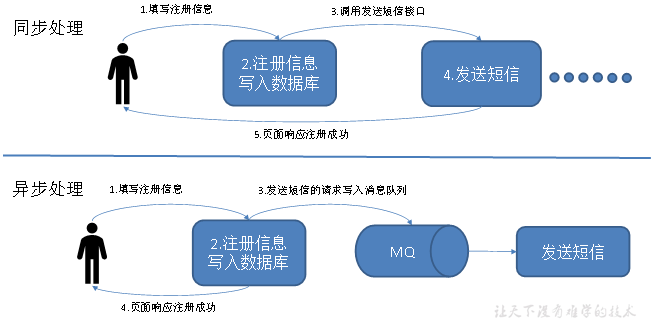 同步处理
1.填写注册信息
3.调用发送短信接口
2.注册信息
写入数据库
4.发送短信
5.页面响应注册成功
异步处理
1.填写注册信息
3.发送短信的请求写入消息队列
2.注册信息
写入数据库
MQ
发送短信
4.页面响应注册成功
让天下没有难学的技术